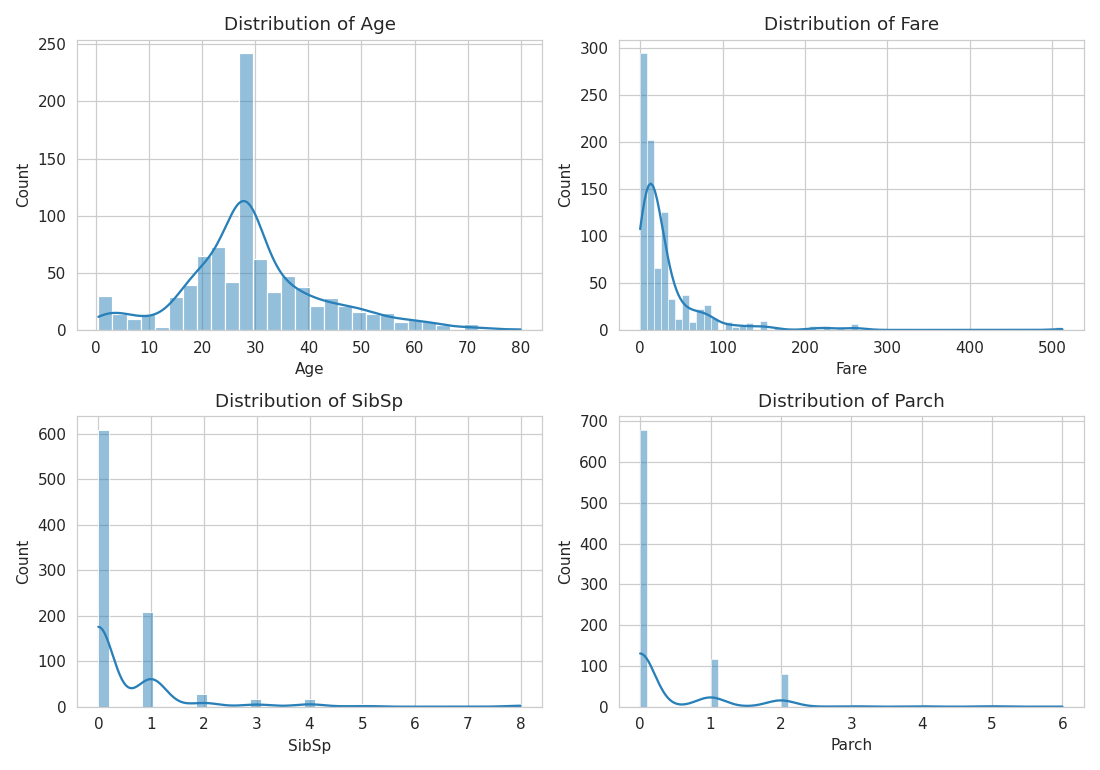 Distribution of Age
250
200
150
100
50
0
Count
0 10 20 30 40 50 60 70 80
Age
Distribution of Fare
300
250
200
150
100
50
0
Count
0 100 200 300 400 500
Fare
Distribution of SibSp
600
500
400
300
200
100
0
Count
0 1 2 3 4 5 6 7 8
SibSp
Distribution of Parch
700
600
500
400
300
200
100
0
Count
0 1 2 3 4 5 6
Parch